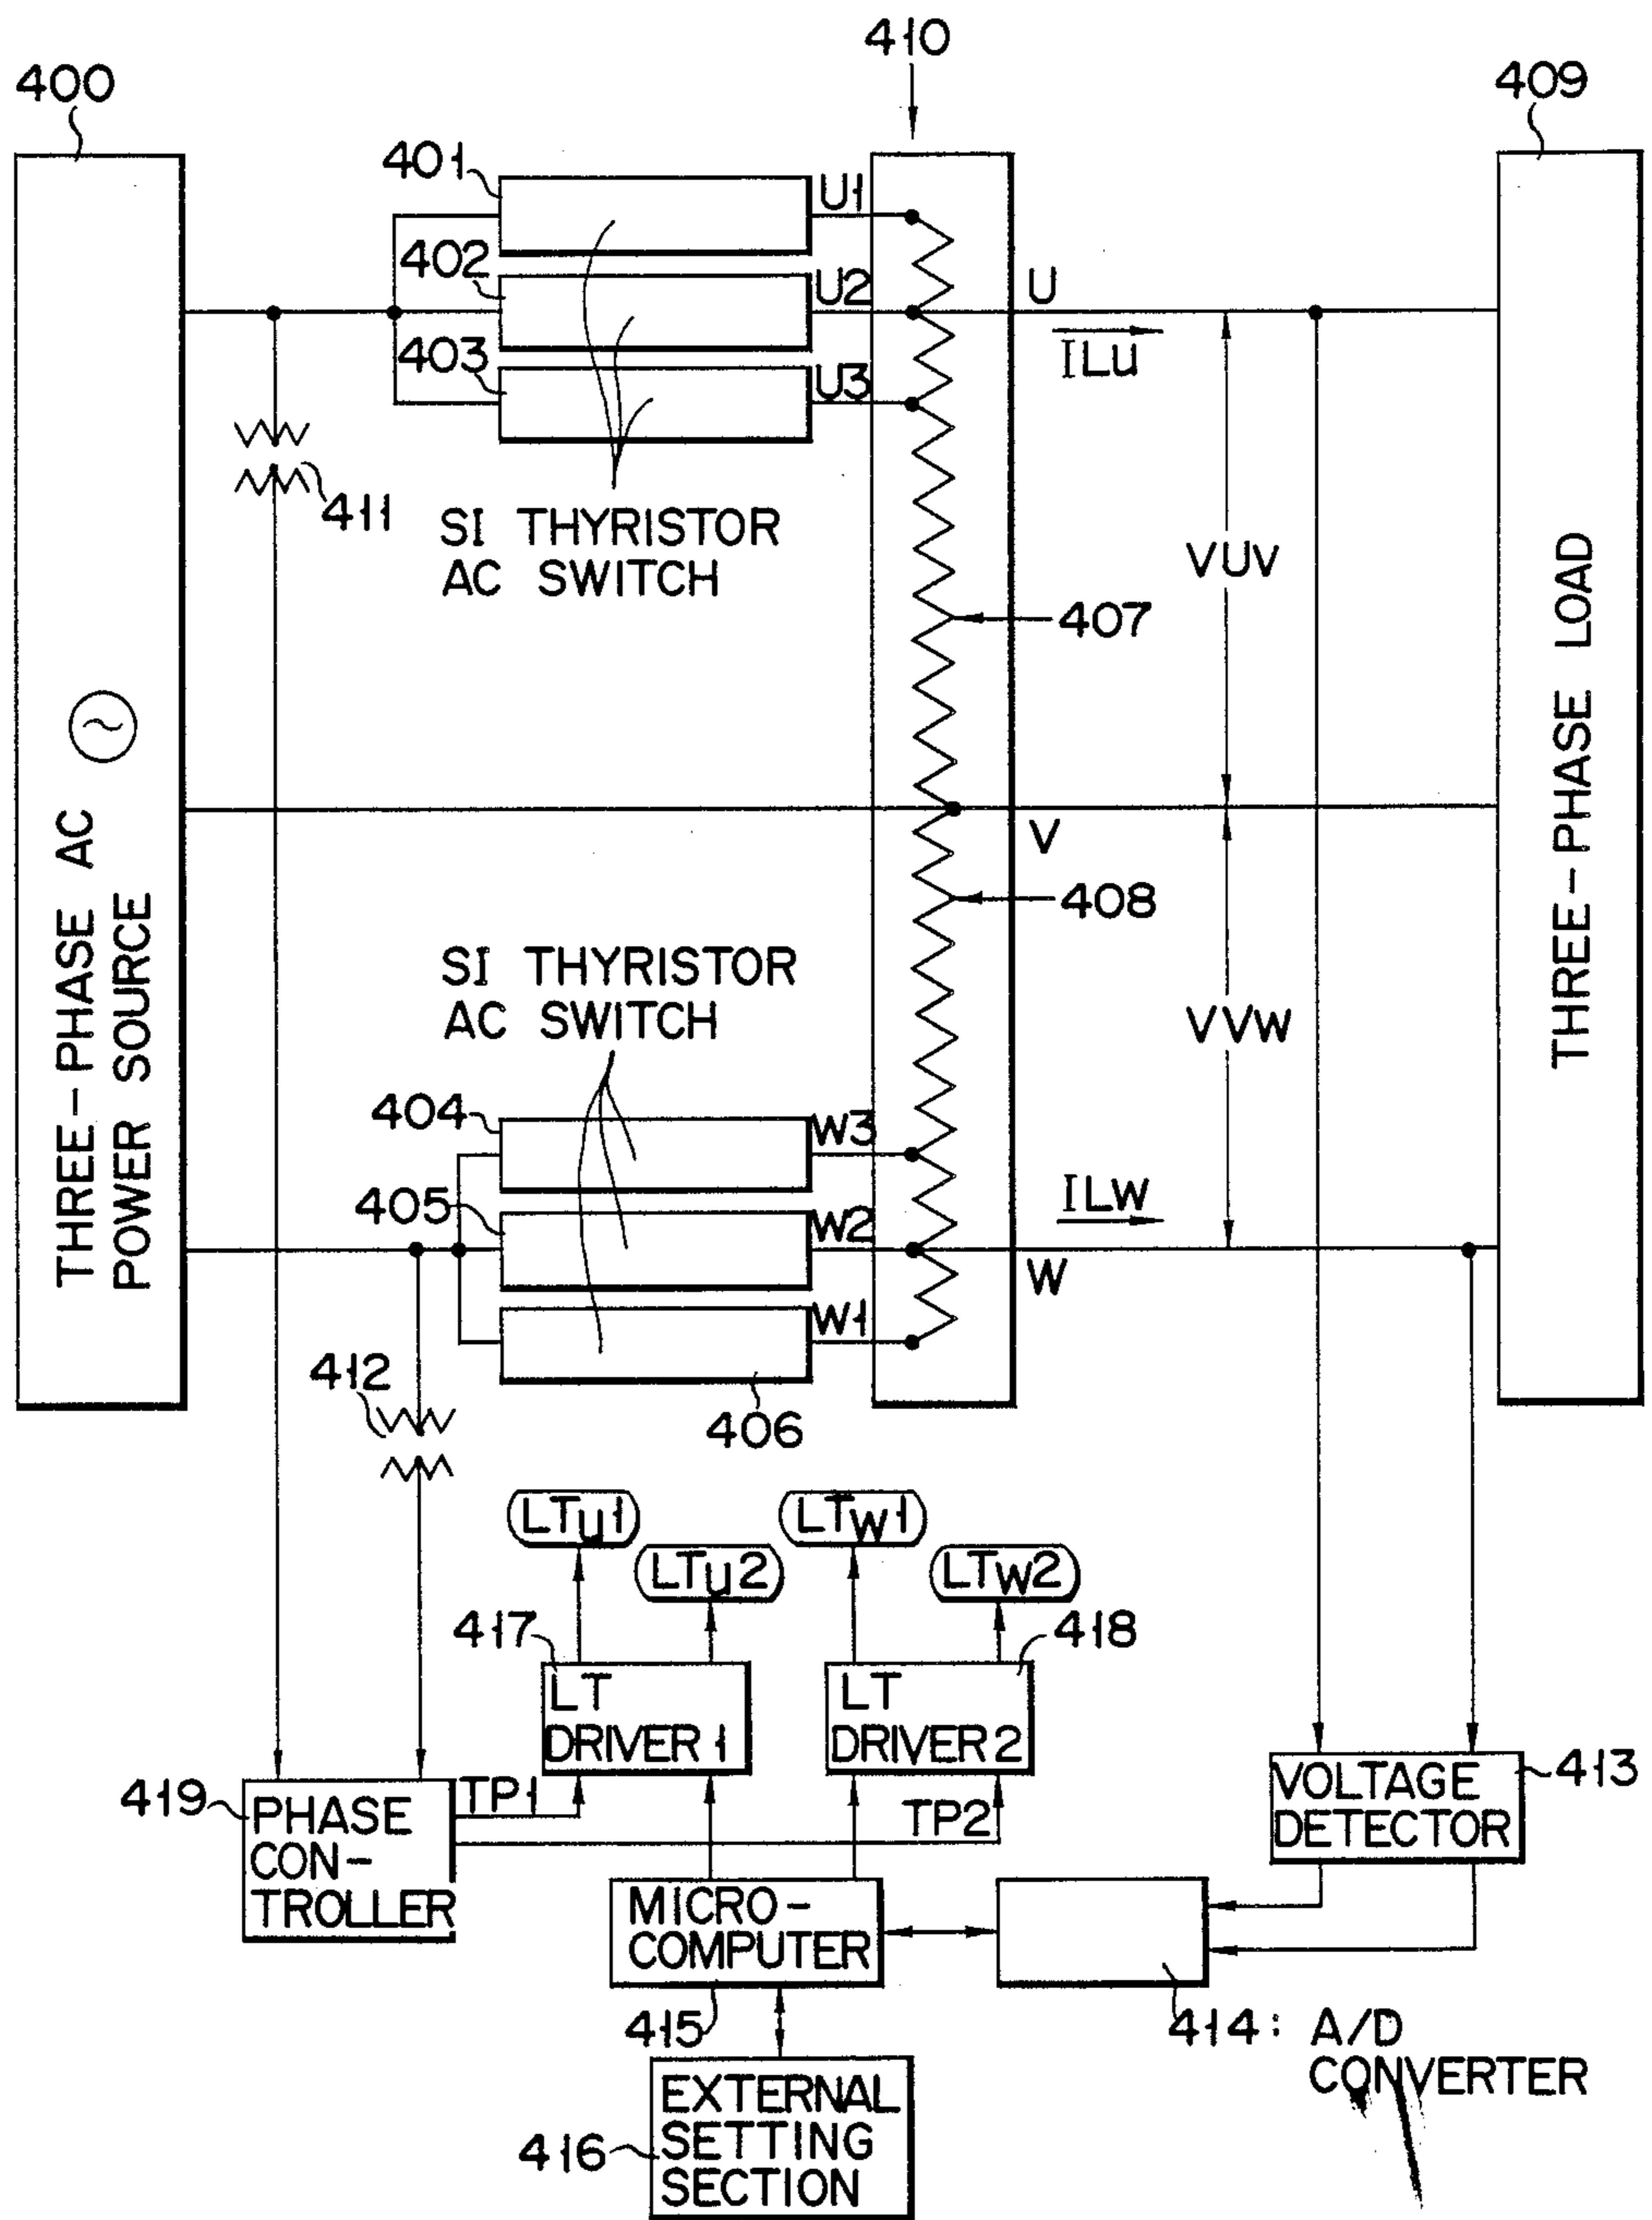 410
400
409
401
U1
402
U2
U
403
U3
ILu
411
SI THYRISTOR
AC SWITCH
VUV
407
THREE-PHASE AC
POWER SOURCE
THREE-PHASE LOAD
V
408
SI THYRISTOR
AC SWITCH
VVW
404
W3
405
W2
ILW
W
W1
412
406
LTu1
LTW1
LTu2
LTW2
417
418
LT
DRIVER 1
LT
DRIVER 2
419
TP1
TP2
413
PHASE
CON-
TROLLER
VOLTAGE
DETECTOR
MICRO-
COMPUTER
415
414: A/D
CONVERTER
416
EXTERNAL
SETTING
SECTION